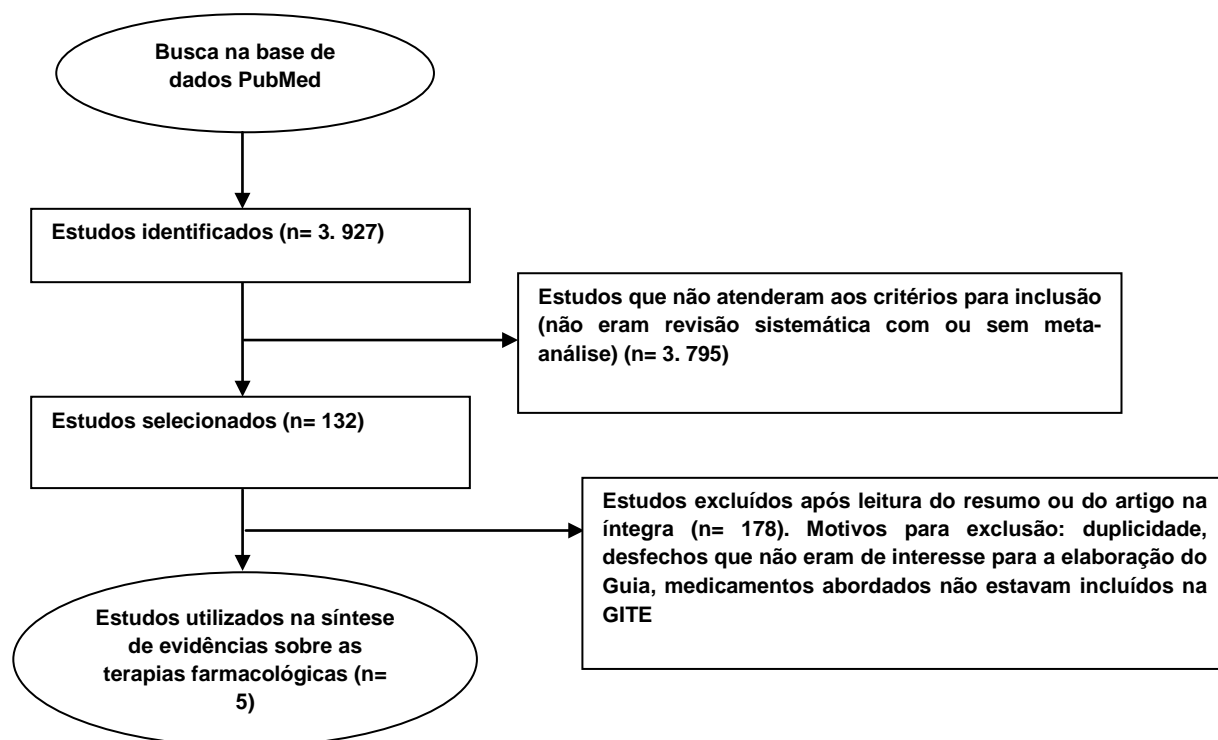 Busca na base de
dados PubMed
Estudos identificados (n= 3. 927)
Estudos que não atenderam aos critérios para inclusão
(não eram revisão sistemática com ou sem meta-
análise) (n= 3. 795)
Estudos selecionados (n= 132)
Estudos excluídos após leitura do resumo ou do artigo na
íntegra (n= 178). Motivos para exclusão: duplicidade,
desfechos que não eram de interesse para a elaboração do
Guia, medicamentos abordados não estavam incluídos na
GITE
Estudos utilizados na síntese
de evidências sobre as
terapias farmacológicas (n=
5)